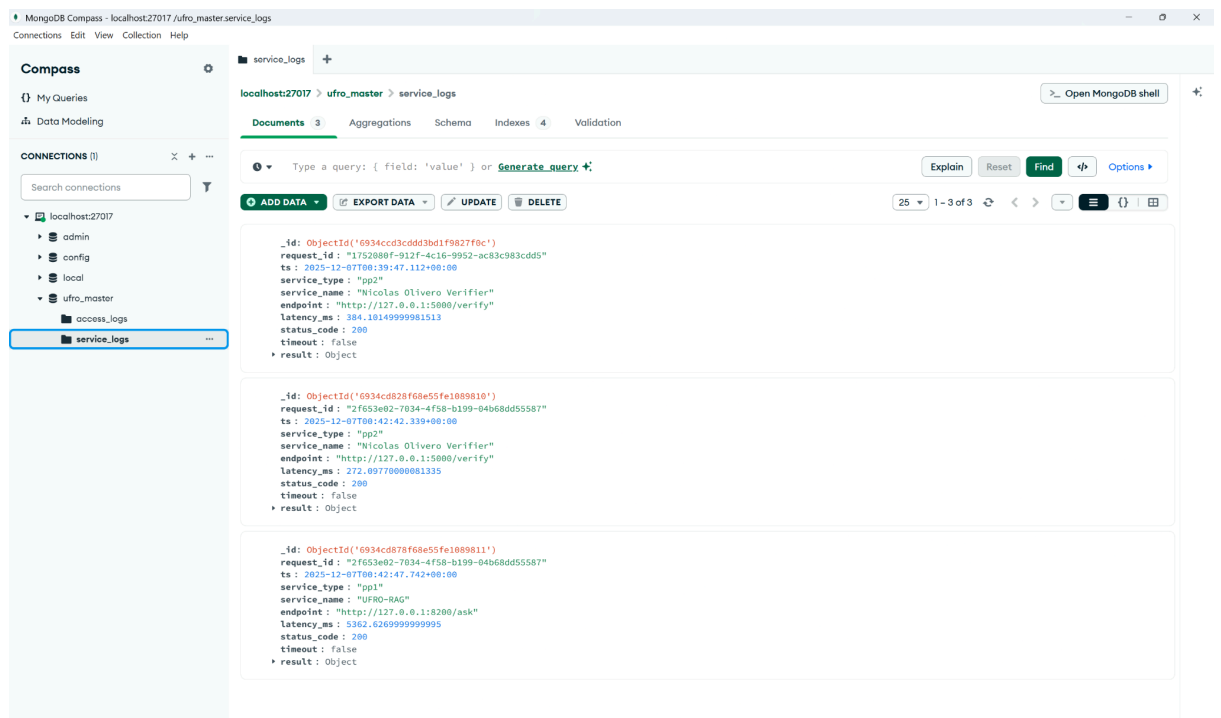 MongoDB Compass - localhost:27017 /ufro_master.service_logs
Connections Edit View Collection Help
Compass
My Queries
Data Modeling
CONNECTIONS (1)
Search connections
localhost:27017
admin
config
local
ufro_master
access_logs
service_logs
service_logs
localhost:27017 > ufro_master > service_logs
>_ Open MongoDB shell
Documents 3 Aggregations Schema Indexes 4 Validation
Type a query: { field: 'value' } or Generate query
Explain Reset Find </> Options
ADD DATA EXPORT DATA UPDATE DELETE
25 1 – 3 of 3 {}
_id: ObjectId('6934ccd3cddd3bd1f9827f0c')
request_id : "1752080f-912f-4c16-9952-ac83c983cdd5"
ts : 2025-12-07T00:39:47.112+00:00
service_type : "pp2"
service_name : "Nicolas Olivero Verifier"
endpoint : "http://127.0.0.1:5000/verify"
latency_ms : 384.10149999981513
status_code : 200
timeout : false
result : Object
_id: ObjectId('6934cd828f68e55fe1089810')
request_id : "2f653e02-7034-4f58-b199-04b68dd55587"
ts : 2025-12-07T00:42:42.339+00:00
service_type : "pp2"
service_name : "Nicolas Olivero Verifier"
endpoint : "http://127.0.0.1:5000/verify"
latency_ms : 272.09770000081335
status_code : 200
timeout : false
result : Object
_id: ObjectId('6934cd878f68e55fe1089811')
request_id : "2f653e02-7034-4f58-b199-04b68dd55587"
ts : 2025-12-07T00:42:47.742+00:00
service_type : "pp1"
service_name : "UFRO-RAG"
endpoint : "http://127.0.0.1:8200/ask"
latency_ms : 5362.6269999999995
status_code : 200
timeout : false
result : Object